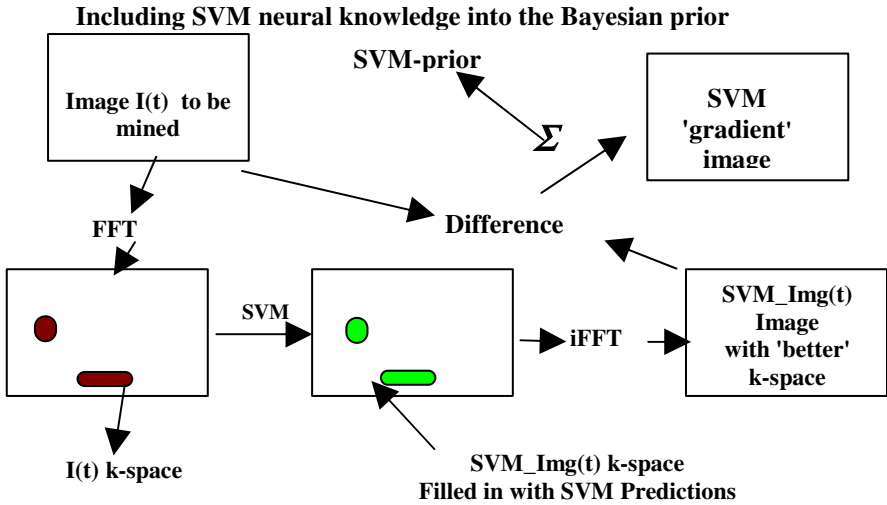 Including SVM neural knowledge into the Bayesian prior
SVM-prior
Image I(t) to be
mined
SVM
'gradient'
image
Σ
FFT
Difference
SVM
iFFT
SVM_Img(t)
Image
with 'better'
k-space
I(t) k-space
SVM_Img(t) k-space
Filled in with SVM Predictions